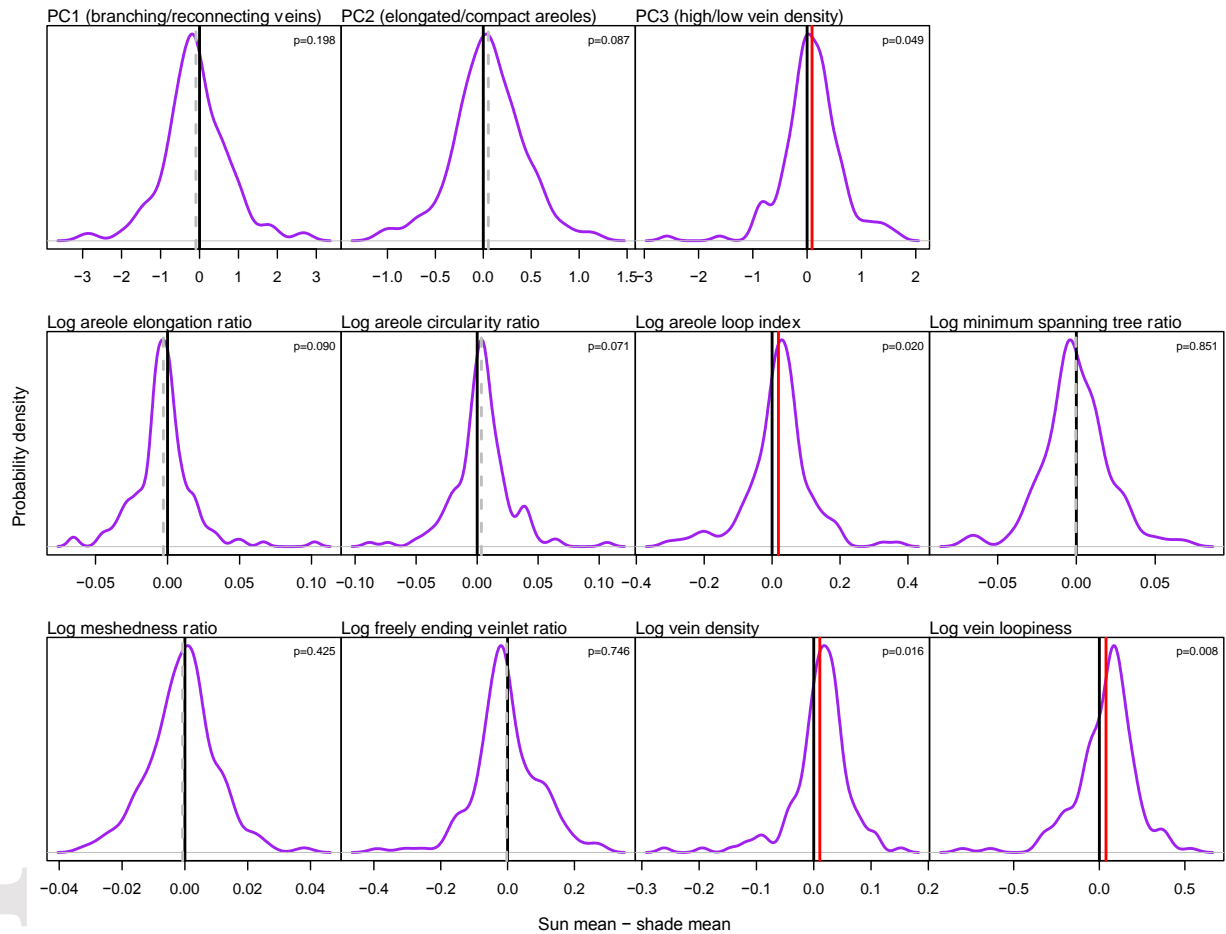 PC1 (branching/reconnecting veins) PC2 (elongated/compact areoles) PC3 (high/low vein density)
p=0.198 p=0.087 p=0.049
−3 −2 −1 0 1 2 3 −1.0 −0.5 0.0 0.5 1.0 1.5 −3 −1 0 1 2
Log areole elongation ratio Log areole circularity ratio Log areole loop index Log minimum spanning tree ratio
p=0.090 p=0.071 p=0.020 p=0.851
−0.05 0.00 0.05 0.10 −0.10 −0.05 0.00 0.05 0.10 −0.4 −0.2 0.0 0.2 0.4 −0.05 0.00 0.05
Probability density
Log meshedness ratio Log freely ending veinlet ratio Log vein density Log vein loopiness
p=0.425 p=0.746 p=0.016 p=0.008
−0.04 −0.02 0.00 0.02 0.04 −0.4 −0.2 0.0 0.2 −0.3 −0.1 0.0 0.1 0.2 −0.5 0.0 0.5
Sun mean − shade mean